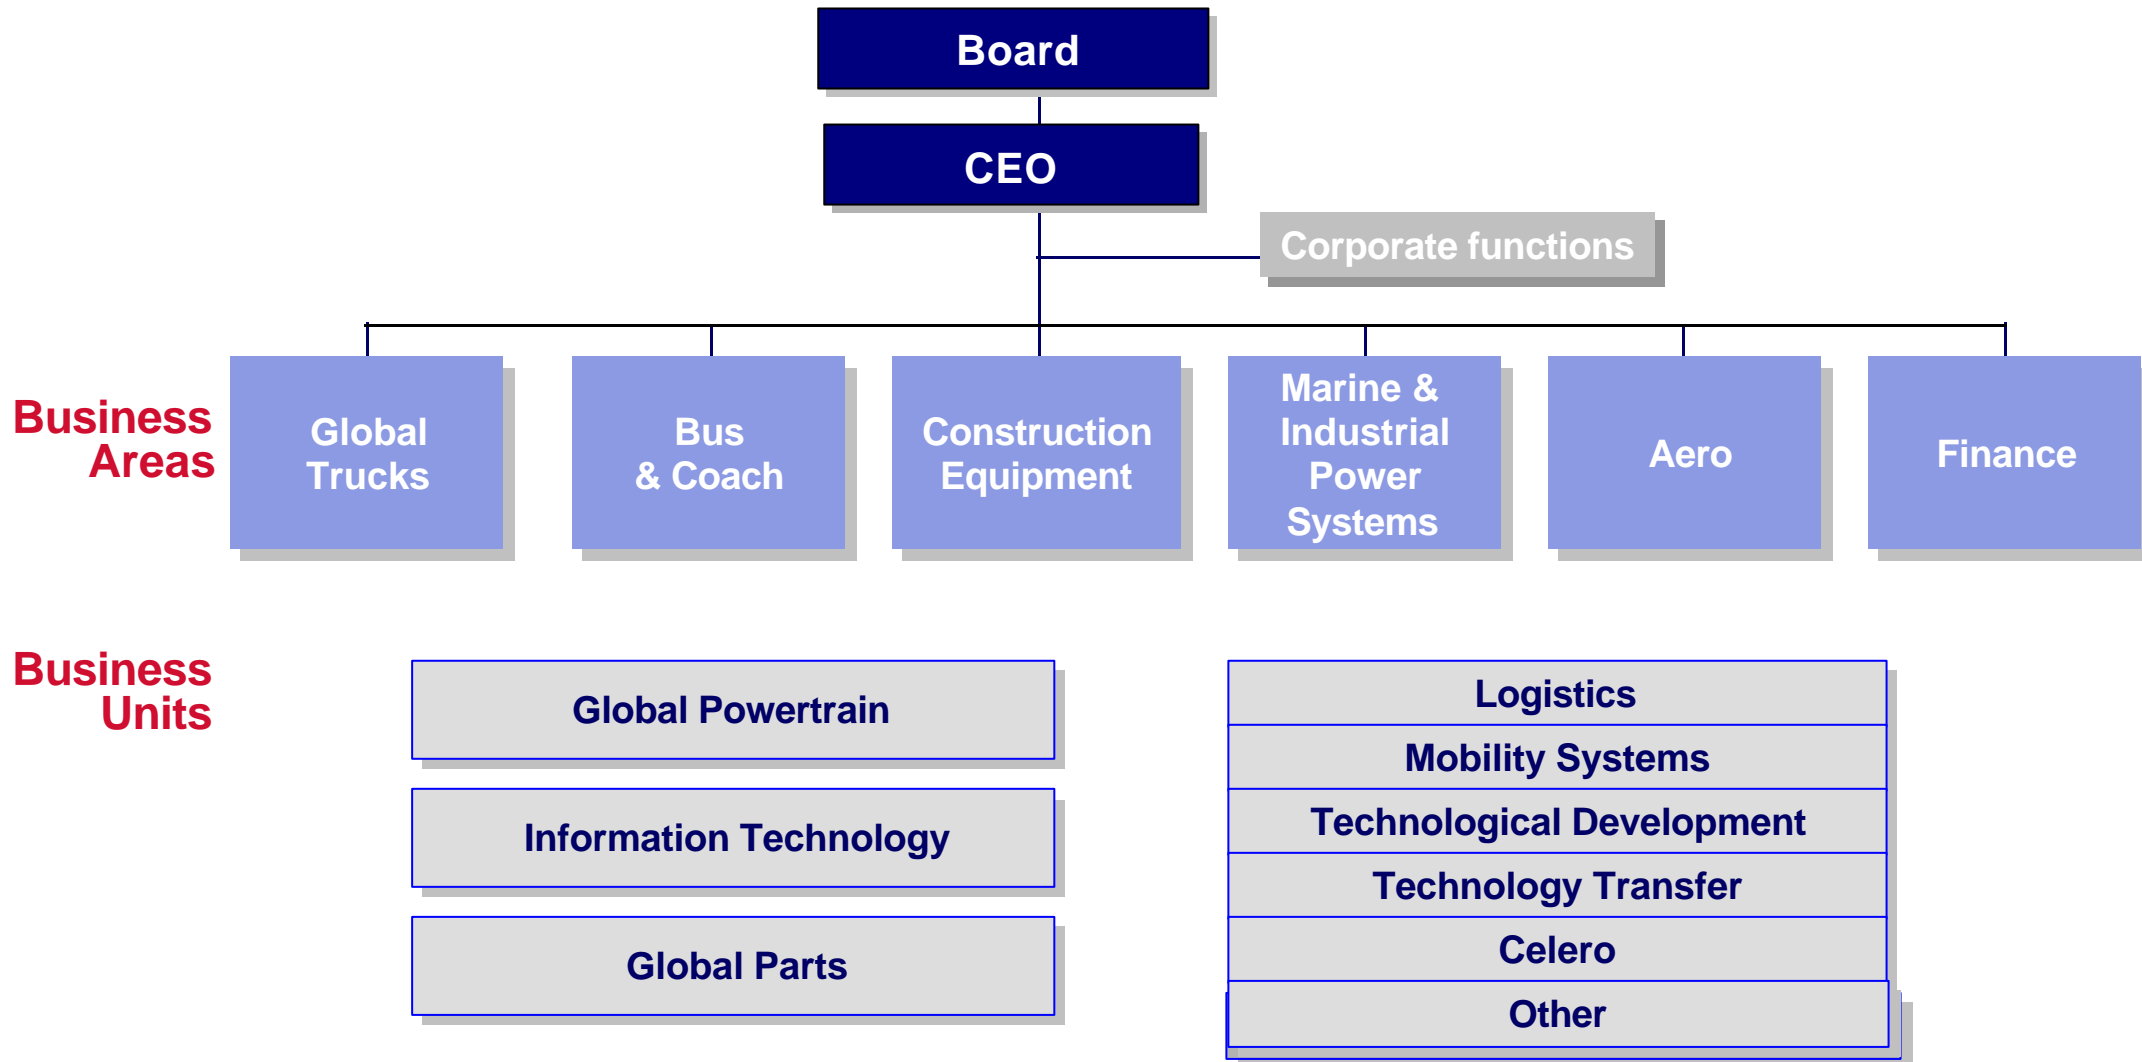 Board
CEO
Corporate functions
Business
Areas
Global
Trucks
Bus
& Coach
Construction
Equipment
Marine &
Industrial
Power
Systems
Aero
Finance
Business
Units
Global Powertrain
Information Technology
Global Parts
Logistics
Mobility Systems
Technological Development
Technology Transfer
Celero
Other